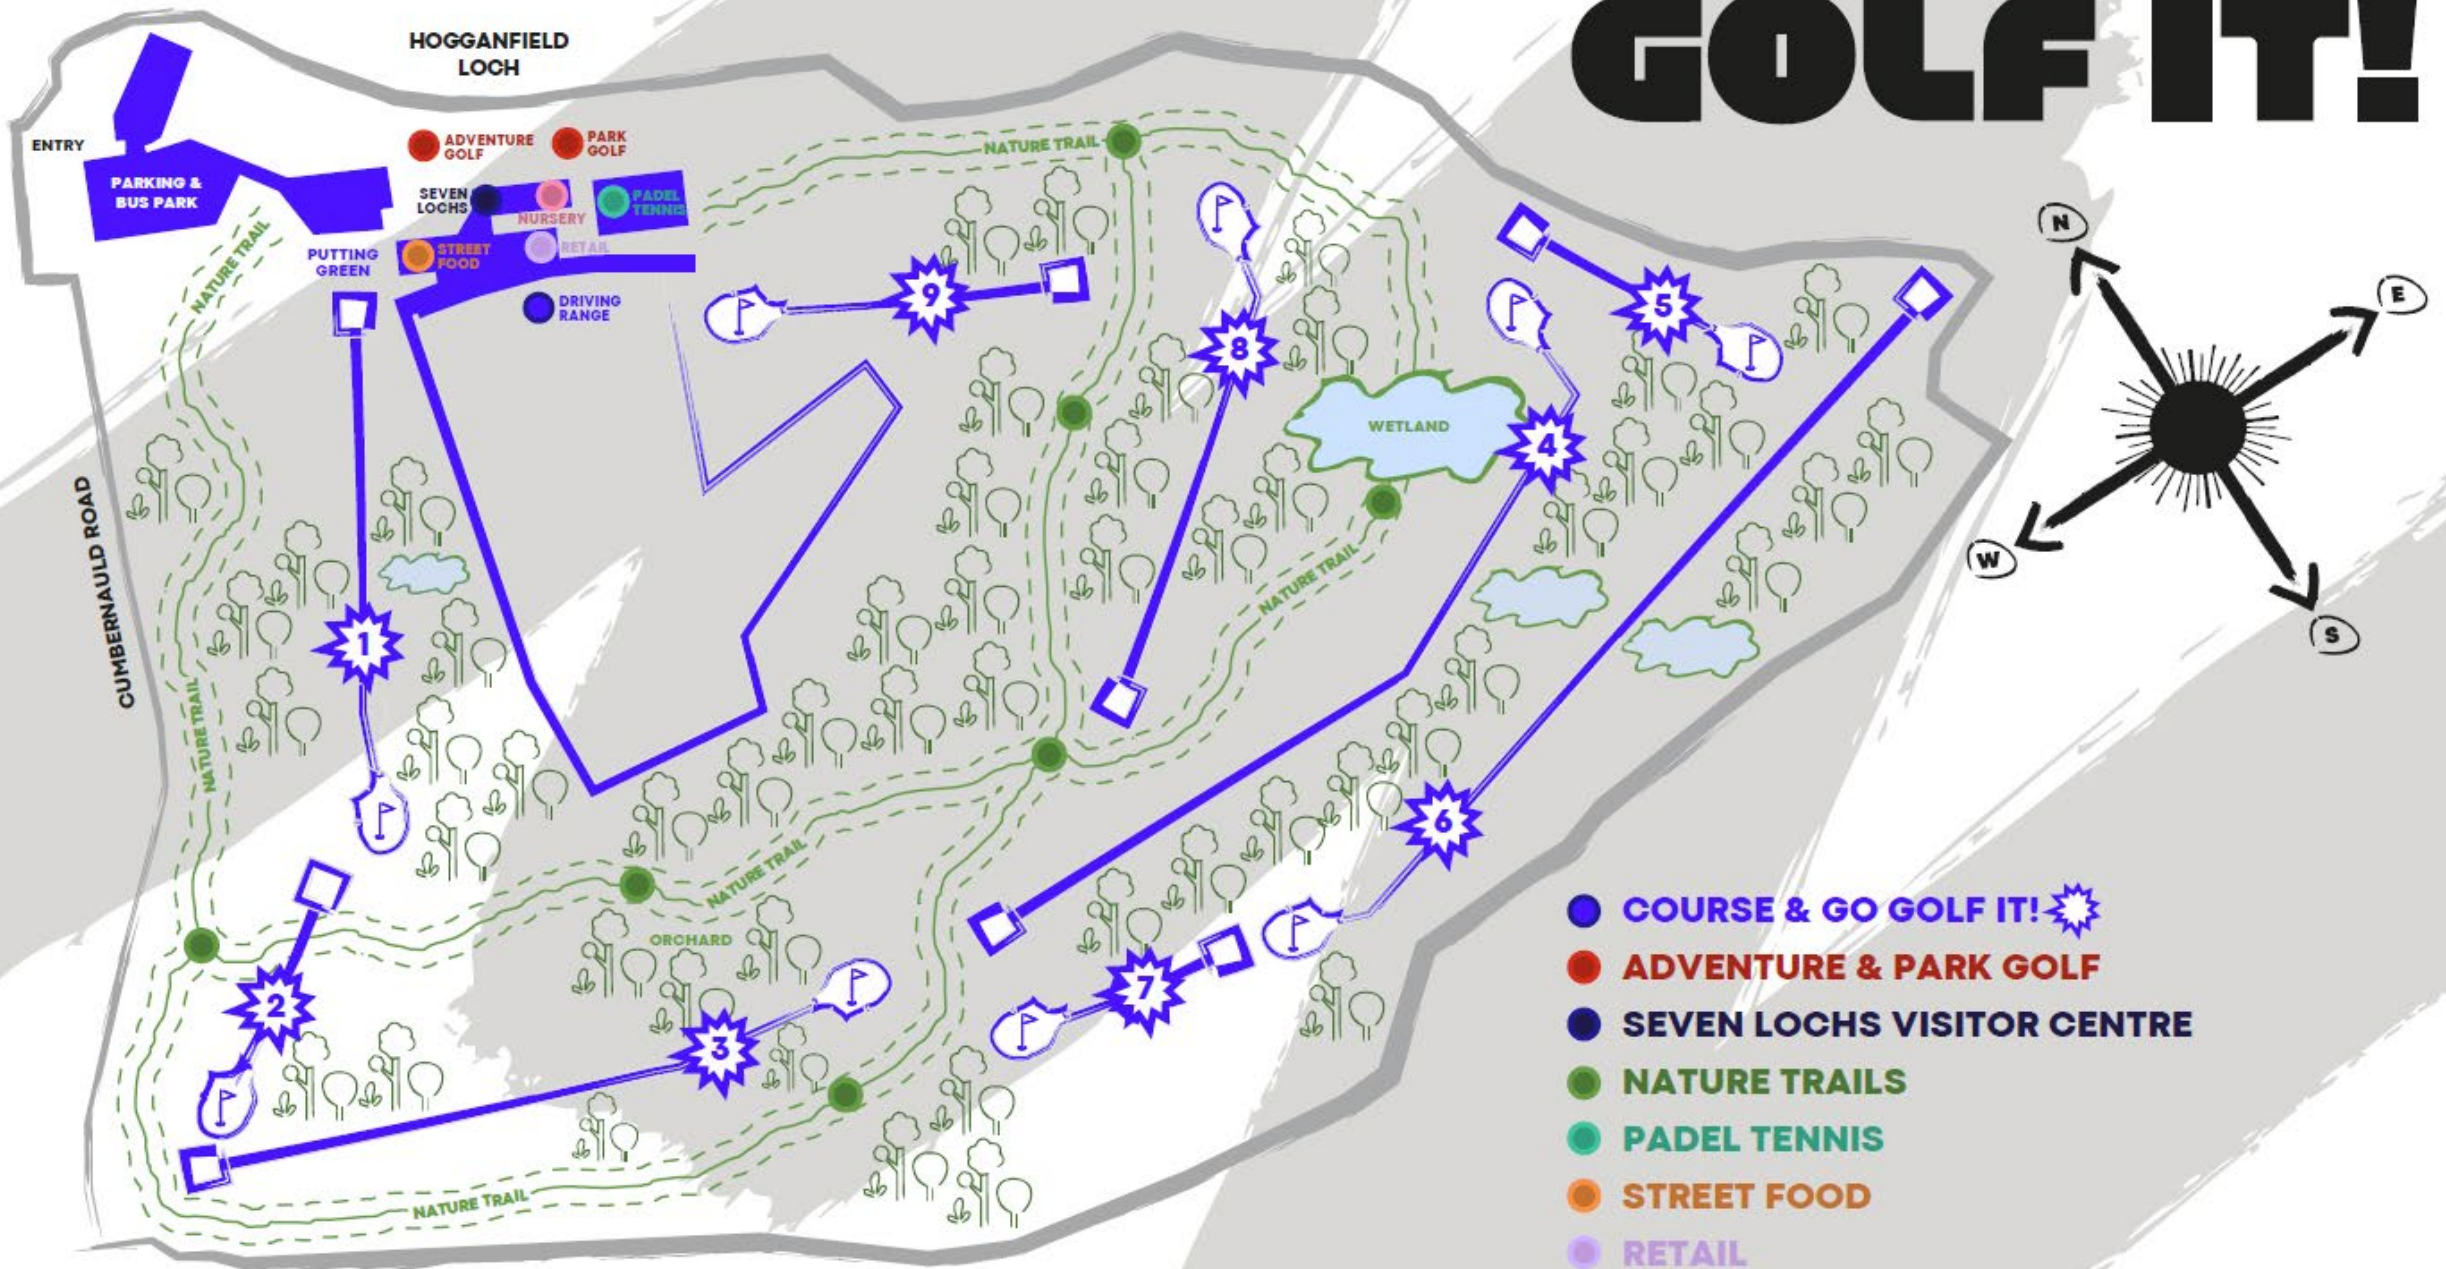 GOLF IT!
HOGGANFIELD
LOCH
ENTRY
PARKING &
BUS PARK
ADVENTURE
GOLF
PARK
GOLF
SEVEN
LOCHS
NURSERY
PADEL
TENNIS
PUTTING
GREEN
STREET
FOOD
RETAIL
DRIVING
RANGE
NATURE TRAIL
NATURE TRAIL
CUMBERNAULD ROAD
NATURE TRAIL
NATURE TRAIL
NATURE TRAIL
NATURE TRAIL
WETLAND
ORCHARD
1
2
3
4
5
6
7
8
9
N
E
W
S
COURSE & GO GOLF IT!
ADVENTURE & PARK GOLF
SEVEN LOCHS VISITOR CENTRE
NATURE TRAILS
PADEL TENNIS
STREET FOOD
RETAIL